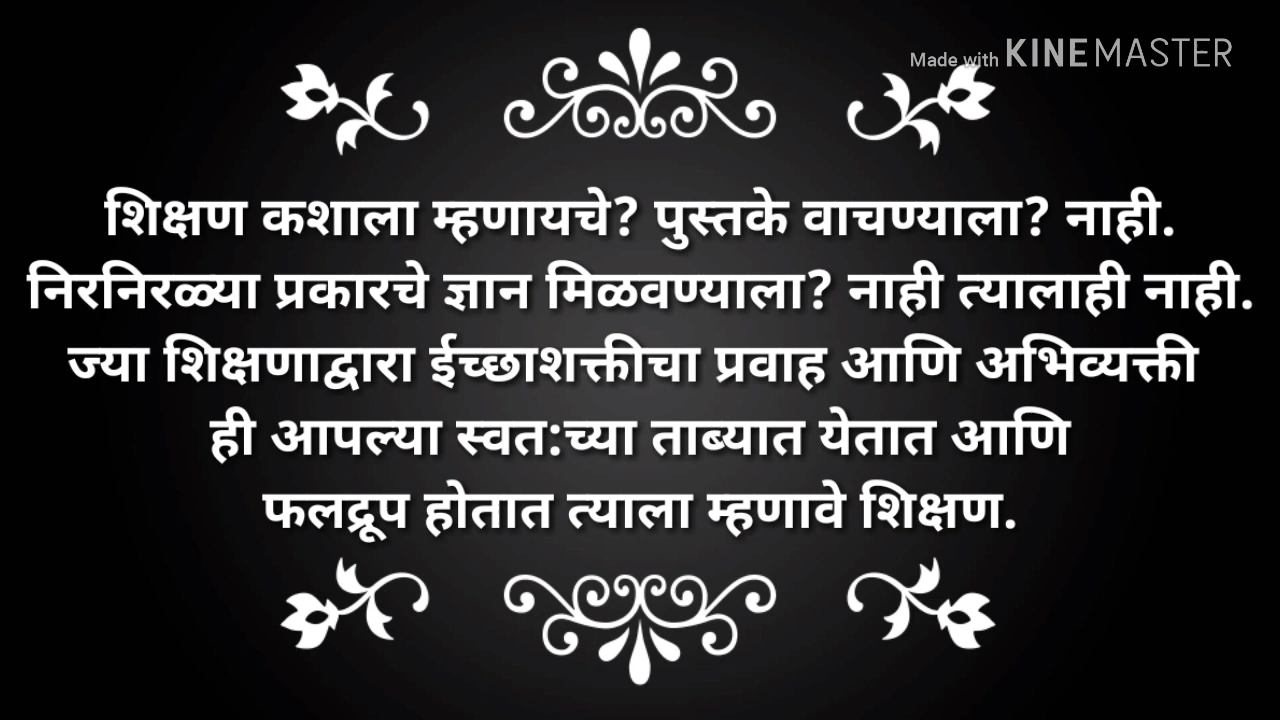 Made with KINEMASTER
शिक्षण कशाला म्हणायचे? पुस्तके वाचण्याला? नाही.
निरनिरळ्या प्रकारचे ज्ञान मिळवण्याला? नाही त्यालाही नाही.
ज्या शिक्षणाद्वारा ईच्छाशक्तीचा प्रवाह आणि अभिव्यक्ती
ही आपल्या स्वत:च्या ताब्यात येतात आणि
फलद्रूप होतात त्याला म्हणावे शिक्षण.